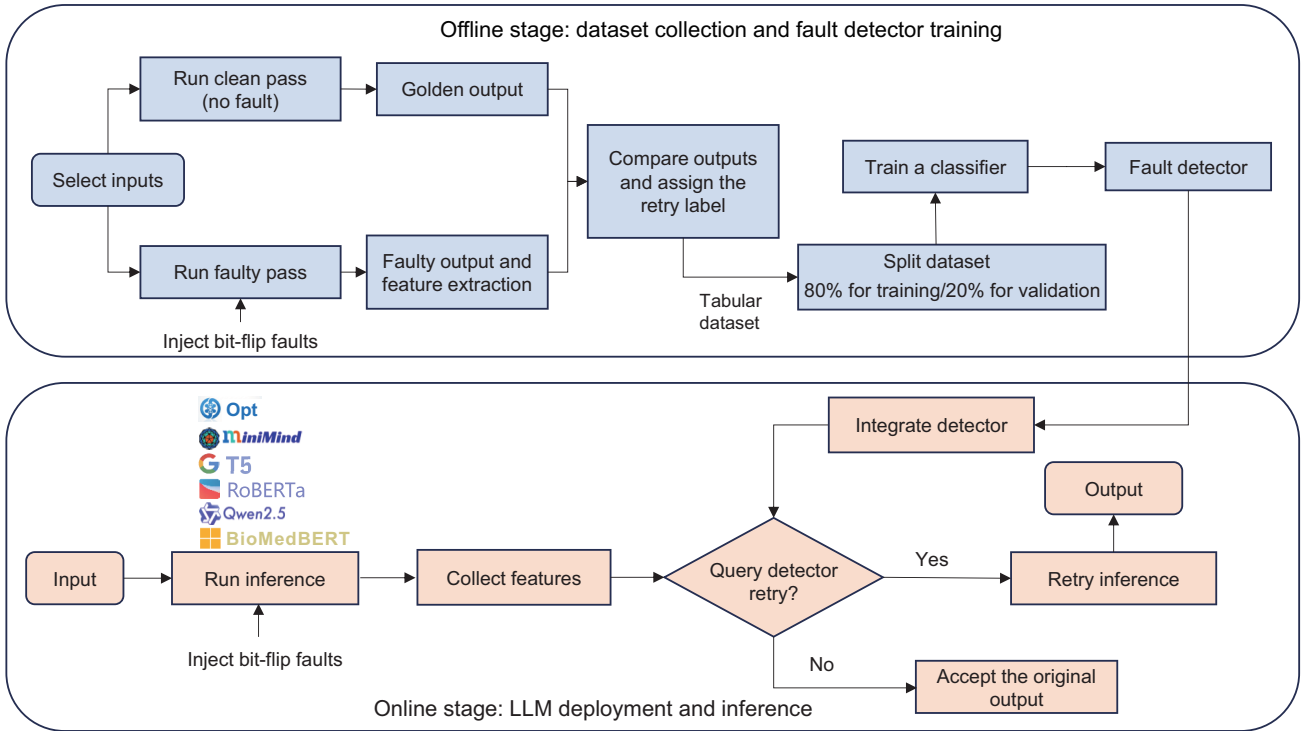 Offline stage: dataset collection and fault detector training
Run clean pass
(no fault)
Golden output
Select inputs
Compare outputs
and assign the
retry label
Train a classifier
Fault detector
Run faulty pass
Faulty output and
feature extraction
Split dataset
80% for training/20% for validation
Tabular
dataset
Inject bit-flip faults
Opt
miniMind
T5
RoBERTa
Qwen2.5
BioMedBERT
Integrate detector
Output
Input
Run inference
Collect features
Query detector
retry?
Yes
Retry inference
Inject bit-flip faults
No
Accept the original
output
Online stage: LLM deployment and inference